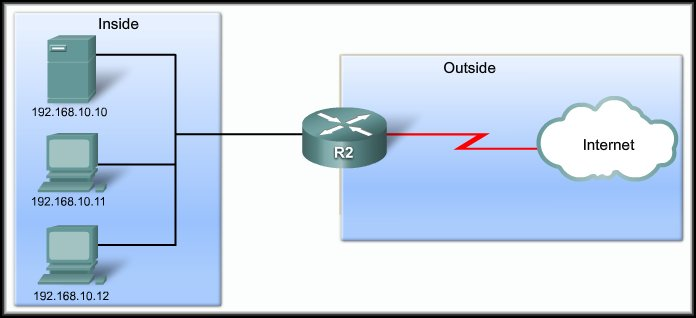 Inside
Outside
192.168.10.10
R2
Internet
192.168.10.11
192.168.10.12